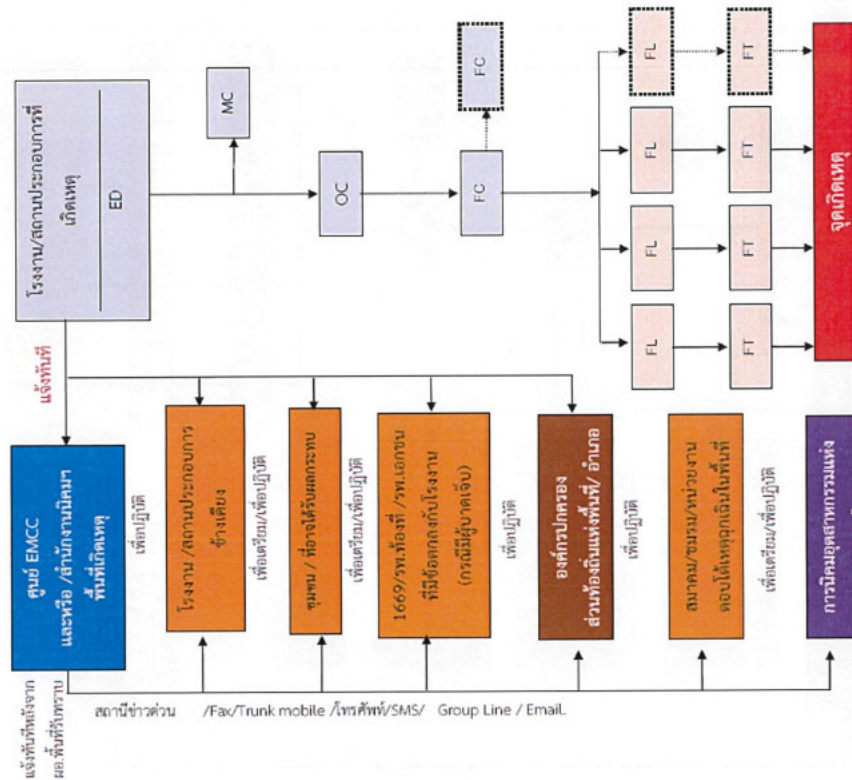 โรงงาน/สถานประกอบการที่
เกิดเหตุ
ED
MC
OC
FC
FC
FL
FL
FL
FL
FT
FT
FT
FT
จุดเกิดเหตุ
แจ้งทันที
ศูนย์ EMCC
และหรือ /สำนักงานนิคมฯ
พื้นที่เกิดเหตุ
เพื่อปฏิบัติ
โรงงาน /สถานประกอบการ
ข้างเคียง
เพื่อเตรียม/เพื่อปฏิบัติ
ชุมชน / ที่อาจได้รับผลกระทบ
เพื่อเตรียม/เพื่อปฏิบัติ
1669/รพ.ท้องที่ /รพ.เอกชน
ที่มีข้อตกลงกับโรงงาน
(กรณีมีผู้บาดเจ็บ)
เพื่อปฏิบัติ
องค์กรปกครอง
ส่วนท้องถิ่นแห่งพื้นที่/ อำเภอ
เพื่อปฏิบัติ
สมาคม/ชมรม/หน่วยงาน
ตอบโต้เหตุฉุกเฉินในพื้นที่
เพื่อเตรียม/เพื่อปฏิบัติ
การนิคมอุตสาหกรรมแห่ง
แจ้งทันทีหลังจาก
ผอ.พื้นที่รับทราบ
สถานีข่าวด่วน /Fax/Trunk mobile /โทรศัพท์/SMS/ Group Line / Email.